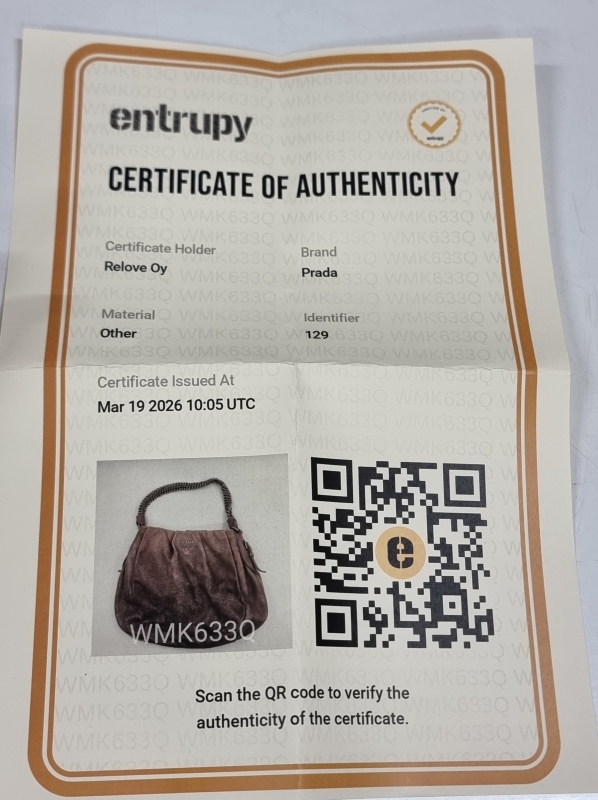 entrupy
CERTIFICATE OF AUTHENTICITY
Certificate Holder
Relove Oy
Brand
Prada
Material
Other
Identifier
129
Certificate Issued At
Mar 19 2026 10:05 UTC
WMK633Q
Scan the QR code to verify the
authenticity of the certificate.